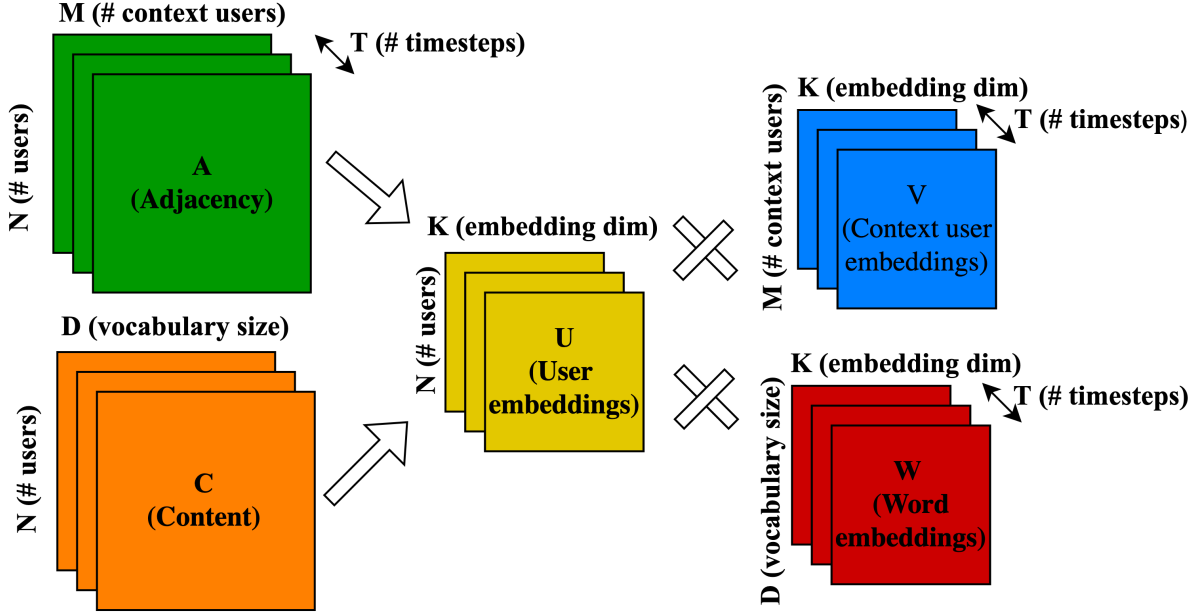 M (# context users)
T (# timesteps)
N (# users)
A
(Adjacency)
D (vocabulary size)
N (# users)
C
(Content)
K (embedding dim)
N (# users)
U
(User
embeddings)
K (embedding dim)
T (# timesteps)
M (# context users)
V
(Context user
embeddings)
K (embedding dim)
T (# timesteps)
D (vocabulary size)
W
(Word
embeddings)